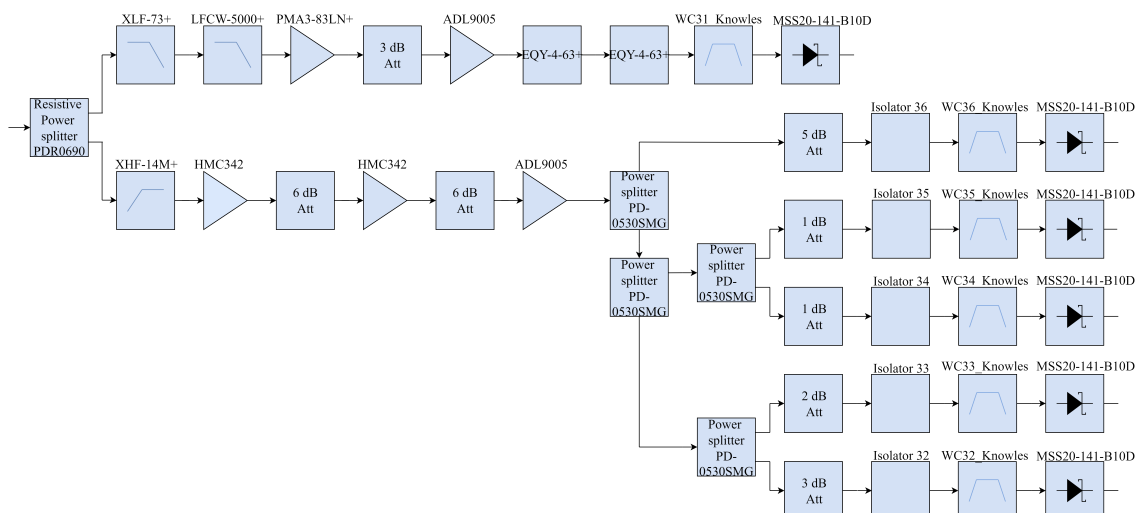 XLF-73+
LFCW-5000+
PMA3-83LN+
ADL9005
WC31_Knowles
MSS20-141-B10D
3 dB
Att
EQY-4-63+
EQY-4-63+
Resistive
Power
splitter
PDR0690
XHF-14M+
HMC342
HMC342
ADL9005
6 dB
Att
6 dB
Att
Power
splitter
PD-
0530SMG
Power
splitter
PD-
0530SMG
Power
splitter
PD-
0530SMG
Power
splitter
PD-
0530SMG
5 dB
Att
Isolator 36
WC36_Knowles
MSS20-141-B10D
1 dB
Att
Isolator 35
WC35_Knowles
MSS20-141-B10D
1 dB
Att
Isolator 34
WC34_Knowles
MSS20-141-B10D
2 dB
Att
Isolator 33
WC33_Knowles
MSS20-141-B10D
3 dB
Att
Isolator 32
WC32_Knowles
MSS20-141-B10D